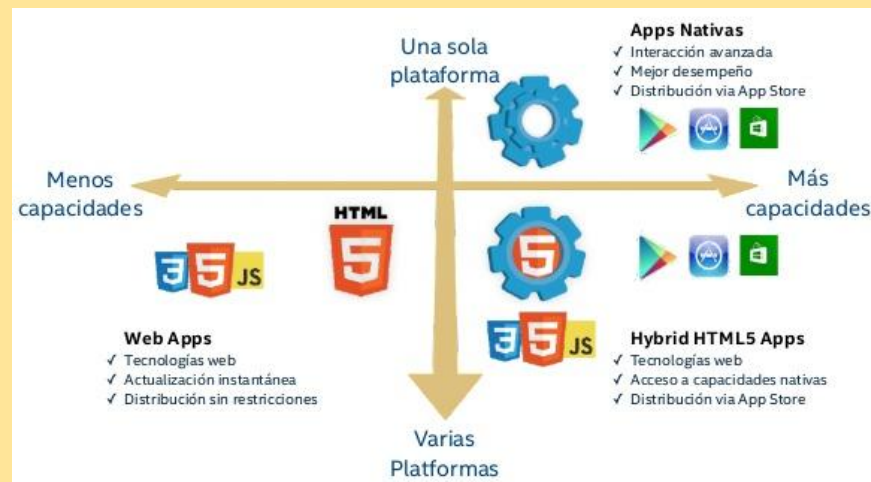 Una sola
plataforma
Apps Nativas
✓ Interacción avanzada
✓ Mejor desempeño
✓ Distribución via App Store
Menos
capacidades
Más
capacidades
HTML
5
5
3 5 JS
3 5 JS
Web Apps
✓ Tecnologías web
✓ Actualización instantánea
✓ Distribución sin restricciones
Hybrid HTML5 Apps
✓ Tecnologías web
✓ Acceso a capacidades nativas
✓ Distribución via App Store
Varias
Platformas